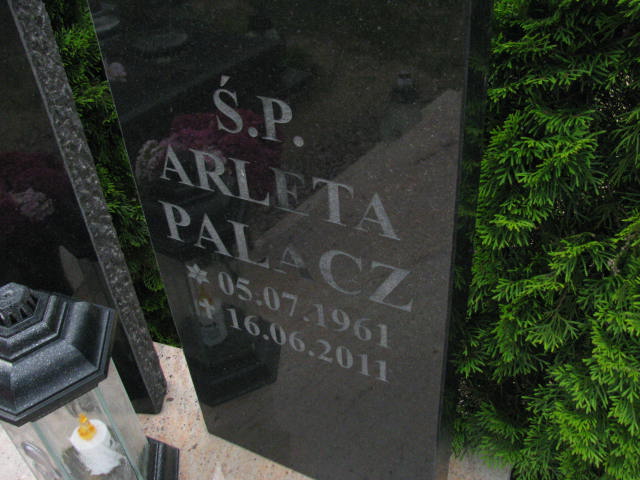 Ś.P.
ARLETA
PALACZ
* 05.07.1961
✝ 16.06.2011